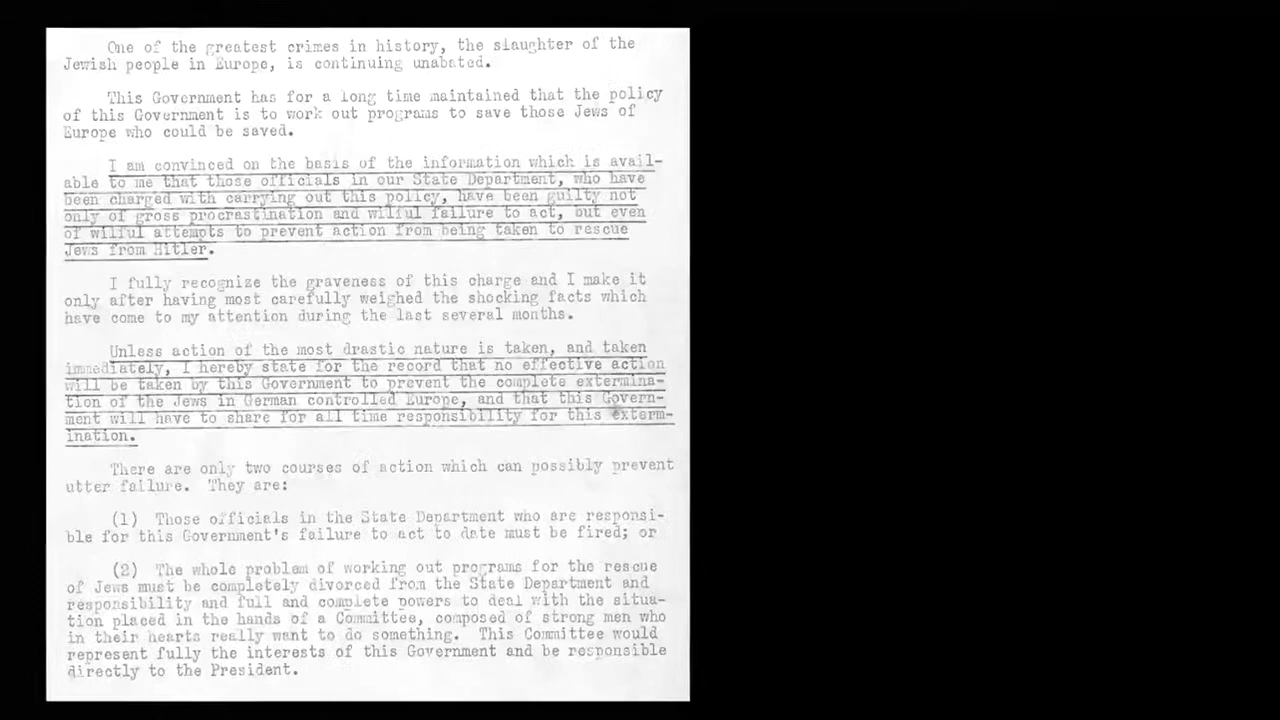 One of the greatest crimes in history, the slaughter of the
Jewish people in Europe, is continuing unabated.
This Government has for a long time maintained that the policy
of this Government is to work out programs to save those Jews of
Europe who could be saved.
I am convinced on the basis of the information which is avail-
able to me that those officials in our State Department, who have
been charged with carrying out this policy, have been guilty not
only of gross procrastination and wilful failure to act, but even
of wilful attempts to prevent action from being taken to rescue
Jews from Hitler.
I fully recognize the graveness of this charge and I make it
only after having most carefully weighed the shocking facts which
have come to my attention during the last several months.
Unless action of the most drastic nature is taken, and taken
immediately, I hereby state for the record that no effective action
will be taken by this Government to prevent the complete extermina-
tion of the Jews in German controlled Europe, and that this Govern-
ment will have to share for all time responsibility for this exterm-
ination.
There are only two courses of action which can possibly prevent
utter failure. They are:
(1) Those officials in the State Department who are responsi-
ble for this Government's failure to act to date must be fired; or
(2) The whole problem of working out programs for the rescue
of Jews must be completely divorced from the State Department and
responsibility and full and complete powers to deal with the situa-
tion placed in the hands of a Committee, composed of strong men who
in their hearts really want to do something. This Committee would
represent fully the interests of this Government and be responsible
directly to the President.